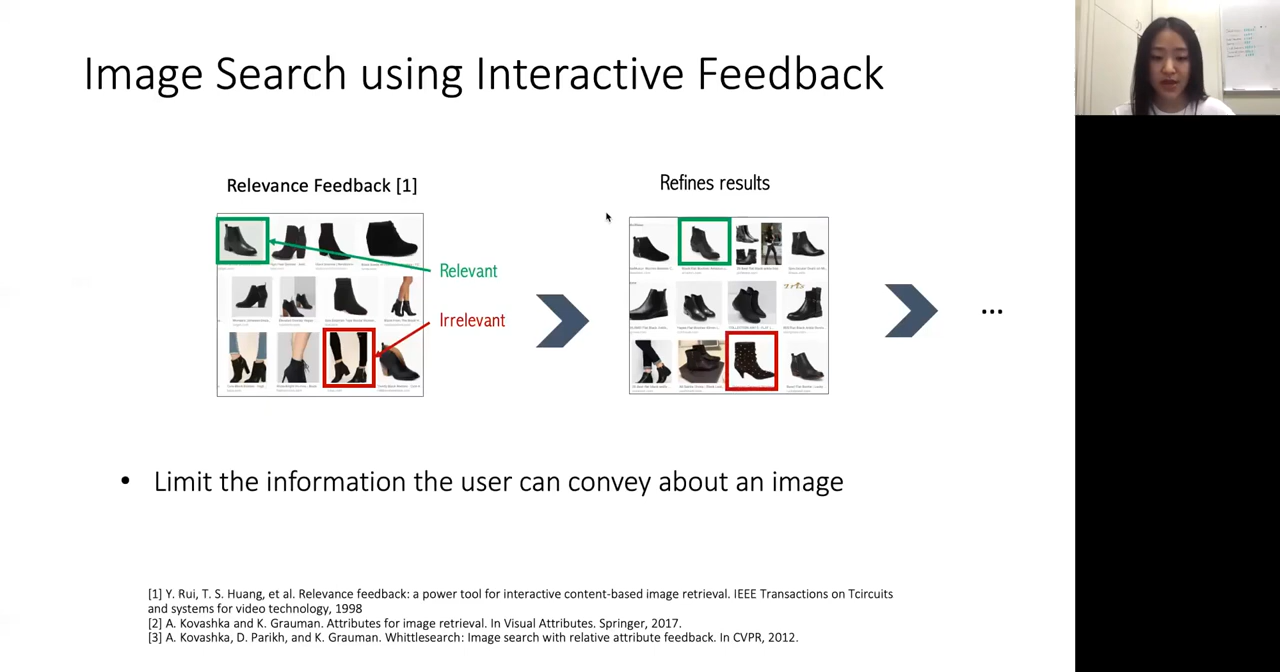 Image Search using Interactive Feedback
Relevance Feedback [1]
Refines results
Relevant
Irrelevant
...
• Limit the information the user can convey about an image
[1] Y. Rui, T. S. Huang, et al. Relevance feedback: a power tool for interactive content-based image retrieval. IEEE Transactions on Tcircuits
and systems for video technology, 1998
[2] A. Kovashka and K. Grauman. Attributes for image retrieval. In Visual Attributes. Springer, 2017.
[3] A. Kovashka, D. Parikh, and K. Grauman. Whittlesearch: Image search with relative attribute feedback. In CVPR, 2012.